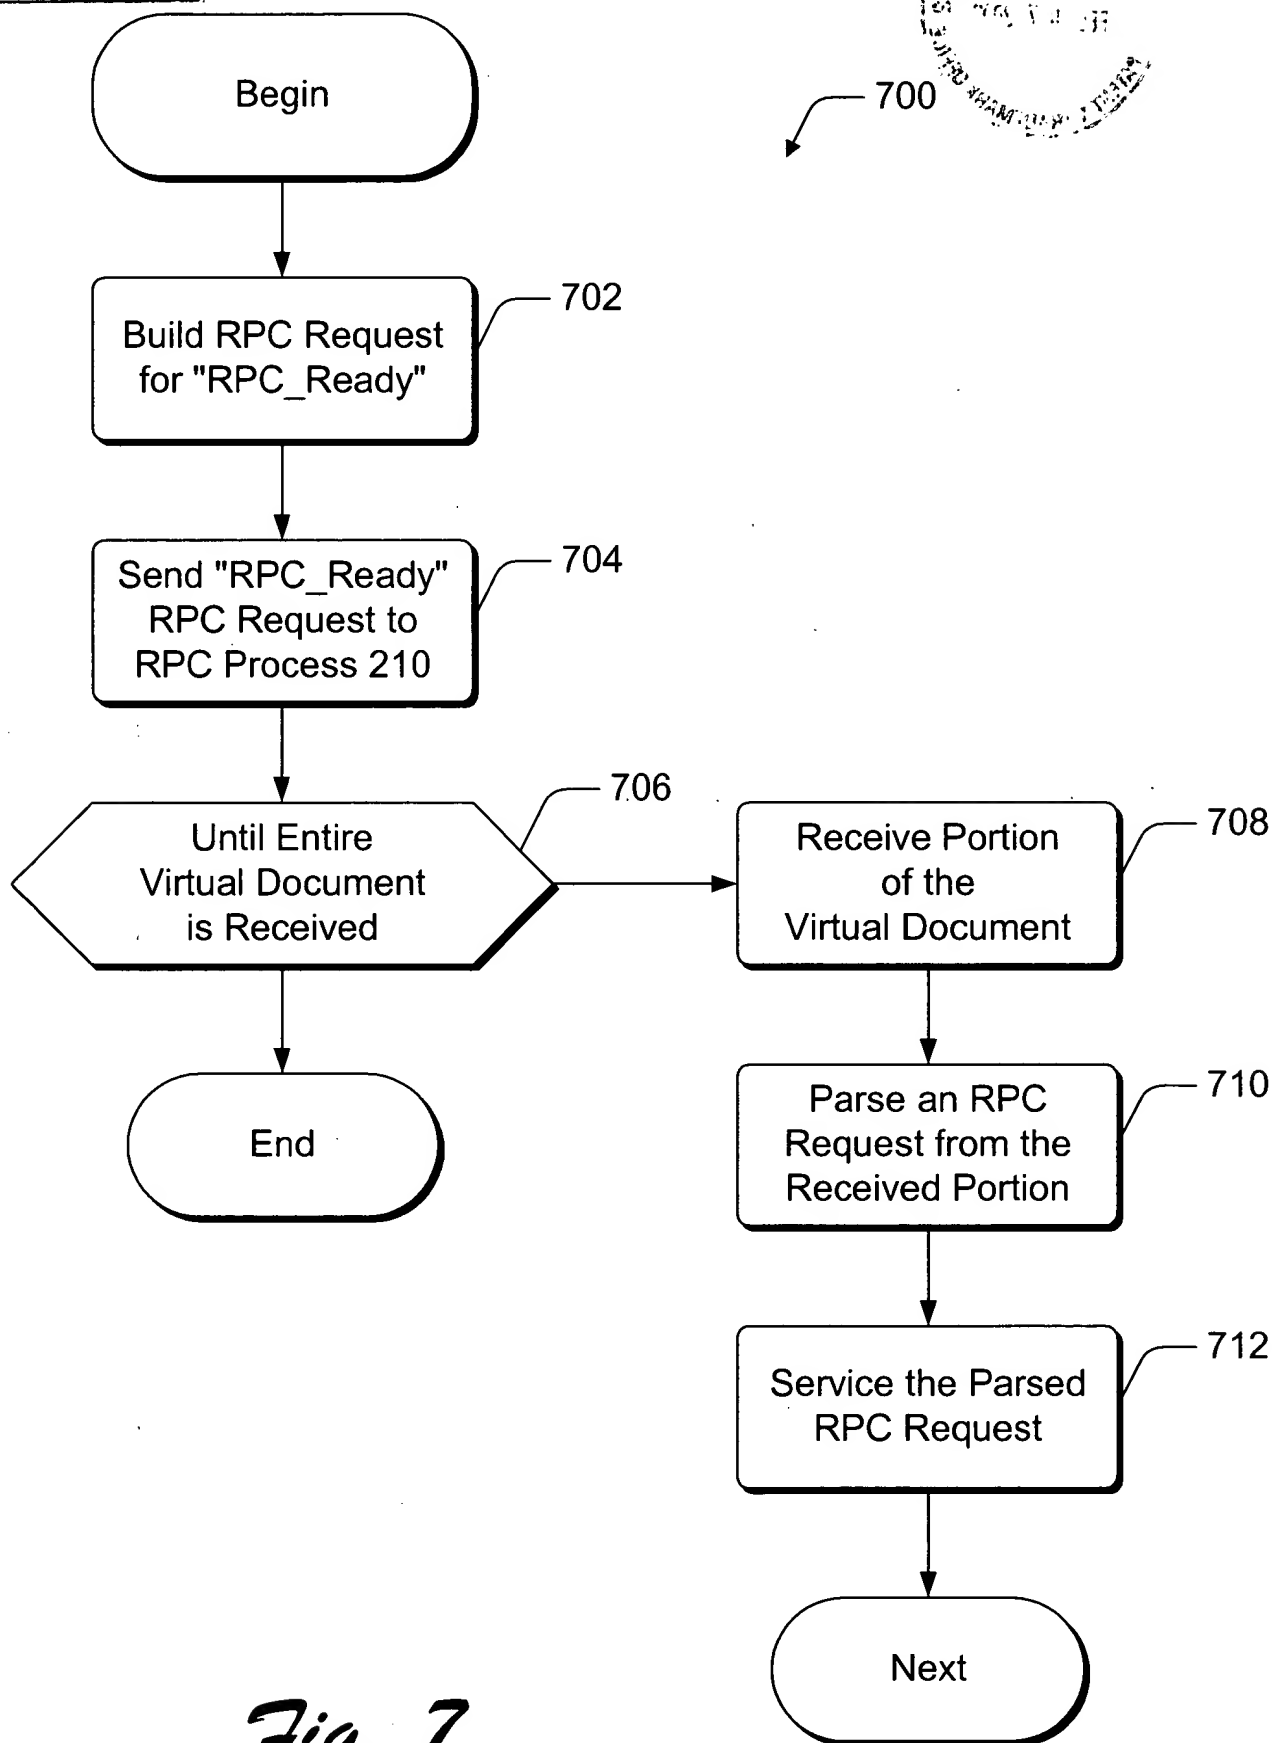 Begin
700
702
Build RPC Request
for "RPC_Ready"
704
Send "RPC_Ready"
RPC Request to
RPC Process 210
706
Until Entire
Virtual Document
is Received
708
Receive Portion
of the
Virtual Document
End
710
Parse an RPC
Request from the
Received Portion
712
Service the Parsed
RPC Request
Next
Fig. 7